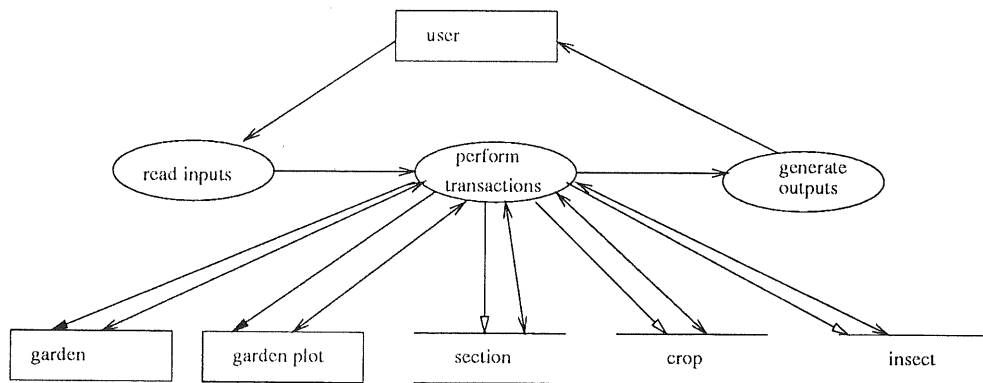 user
read inputs
perform
transactions
generate
outputs
garden
garden plot
section
crop
insect